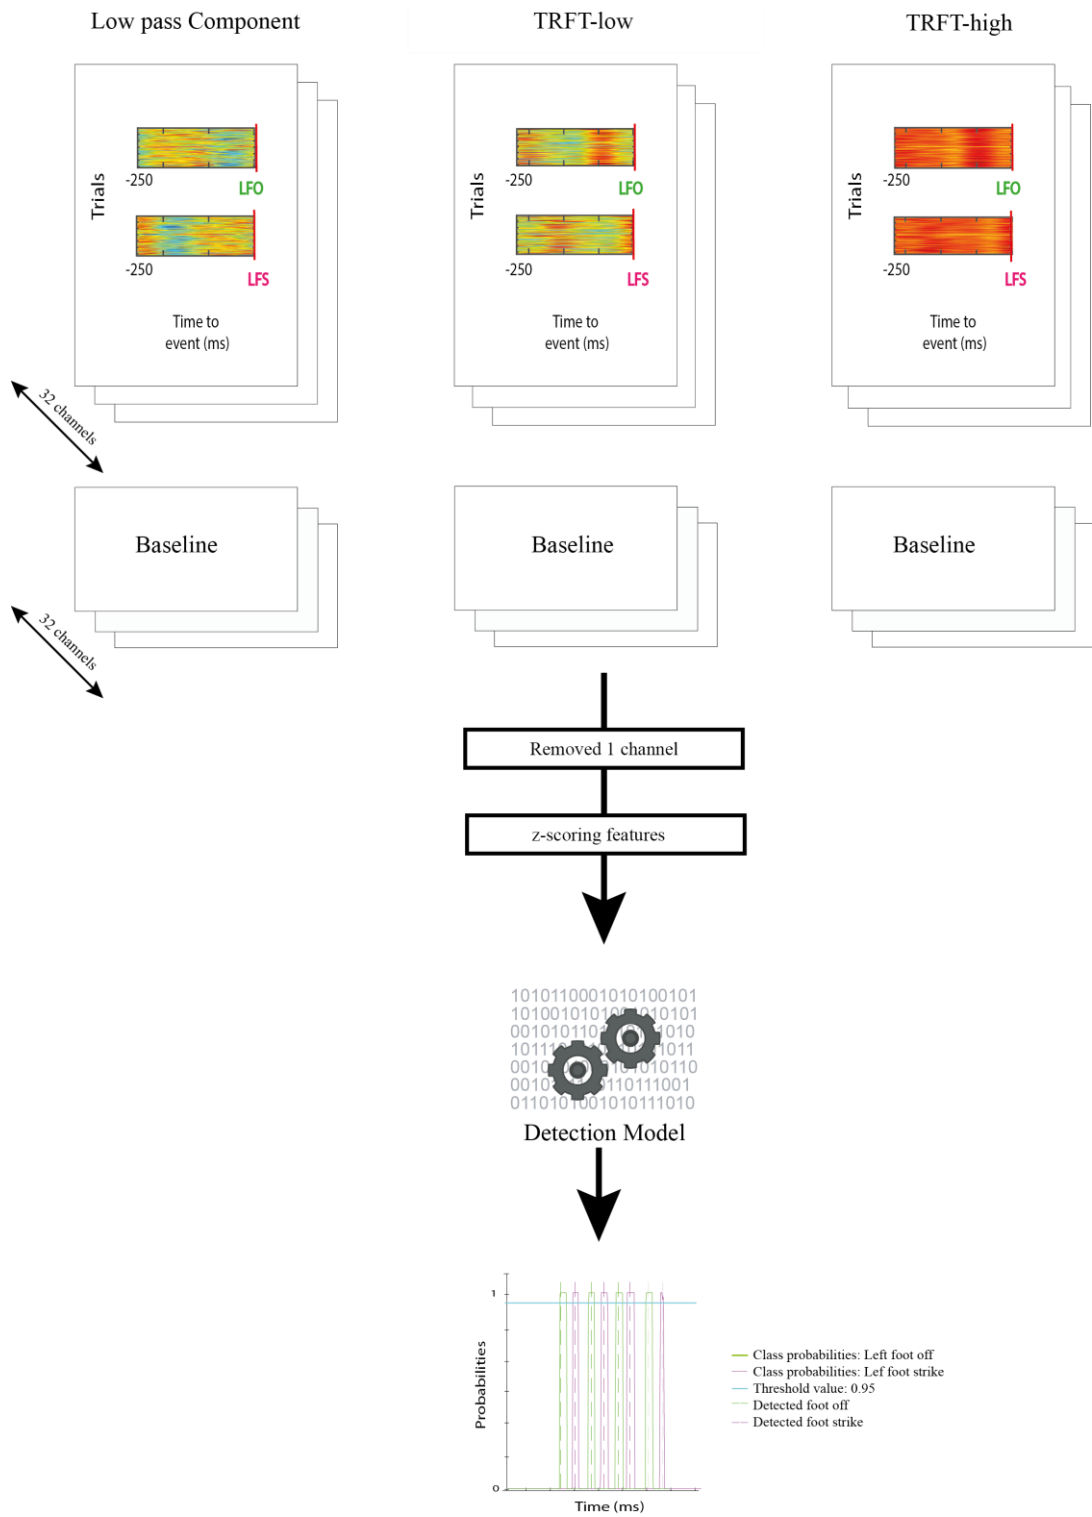 Low pass Component
TRFT-low
TRFT-high
Trials
-250
LFO
-250
LFS
Time to
event (ms)
Trials
-250
LFO
-250
LFS
Time to
event (ms)
Trials
-250
LFO
-250
LFS
Time to
event (ms)
32 channels
Baseline
Baseline
Baseline
32 channels
Removed 1 channel
z-scoring features
1010110001010100101
Detection Model
1
Probabilities
0
Time (ms)
Class probabilities: Left foot off
Class probabilities: Lef foot strike
Threshold value: 0.95
Detected foot off
Detected foot strike